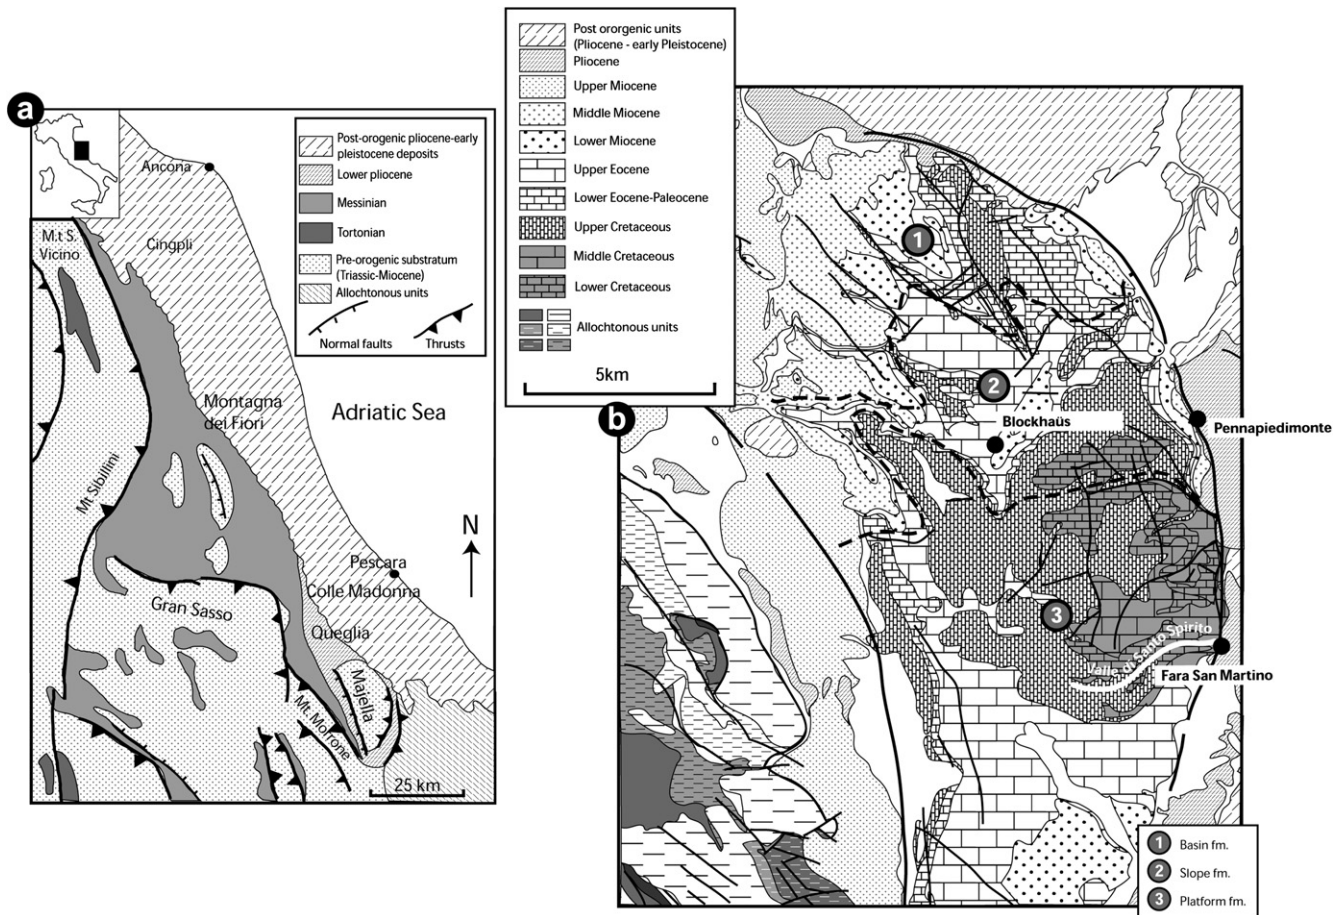 a
Ancona
Cingpli
M.t S.
Vicino
Montagna
dei Fiori
Adriatic Sea
Mt Sibillini
N
Pescara
Colle Madonna
Gran Sasso
Queglia
Majella
Mt Morrone
25 km
Post-orogenic pliocene-early
pleistocene deposits
Lower pliocene
Messinian
Tortonian
Pre-orogenic substratum
(Triassic-Miocene)
Allochtonous units
Normal faults
Thrusts
Post ororgenic units
(Pliocene - early Pleistocene)
Pliocene
Upper Miocene
Middle Miocene
Lower Miocene
Upper Eocene
Lower Eocene-Paleocene
Upper Cretaceous
Middle Cretaceous
Lower Cretaceous
Allochtonous units
5km
b
1
2
Blockhaüs
Pennapiedimonte
3
Valle di Santo Spirito
Fara San Martino
1 Basin fm.
2 Slope fm.
3 Platform fm.